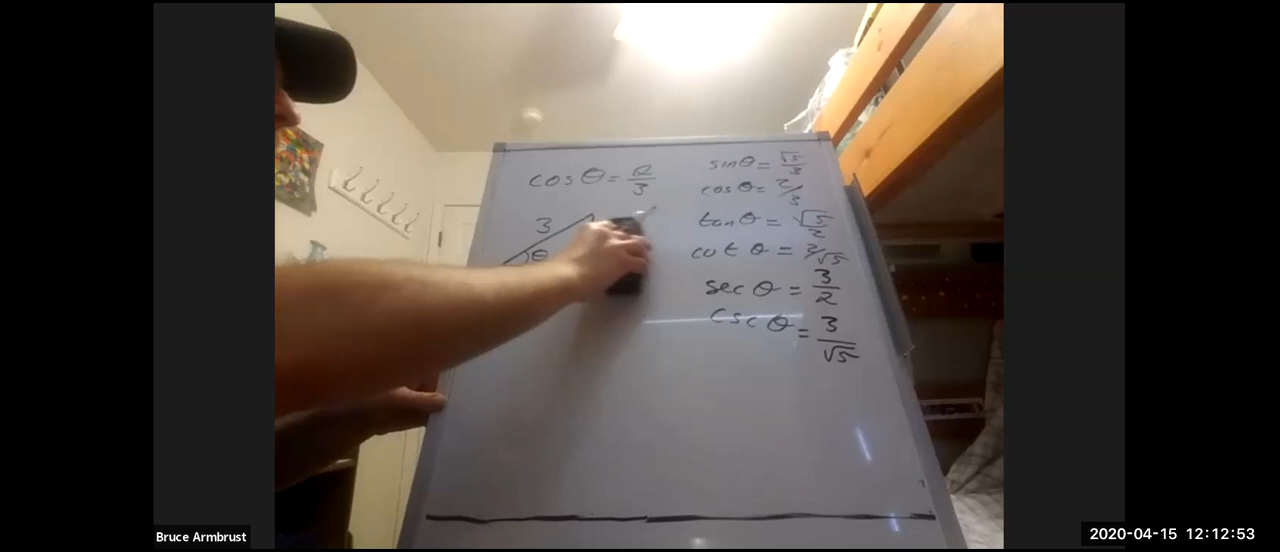 cos θ = 2/3
3
θ
sin θ = √5/3
cos θ = 2/3
tan θ = √5/2
cot θ = 2/√5
sec θ = 3/2
csc θ = 3/√5
Bruce Armbrust
2020-04-15 12:12:53